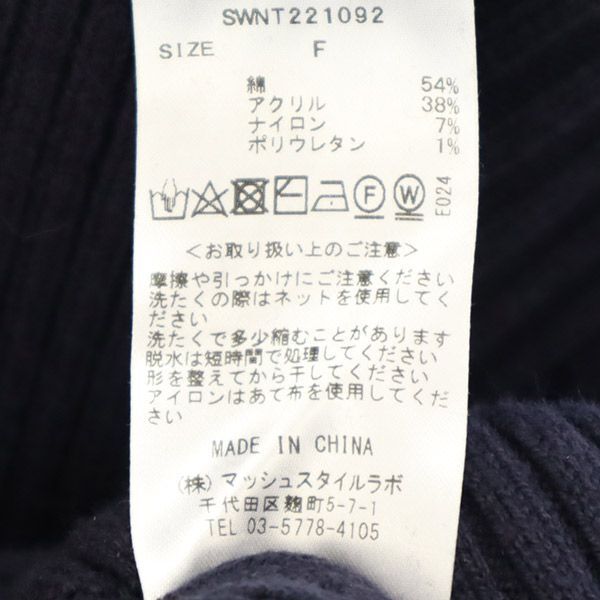 SWNT221092
SIZE F
綿 54%
アクリル 38%
ナイロン 7%
ポリウレタン 1%
F W E024
<お取り扱い上のご注意>
摩擦や引っかけにご注意ください
洗たくの際はネットを使用してく
ださい
洗たくで多少縮むことがあります
脱水は短時間で処理してください
形を整えてから干してください
アイロンはあて布を使用してくだ
さい
MADE IN CHINA
(株)マッシュスタイルラボ
千代田区麹町5-7-1
TEL 03-5778-4105